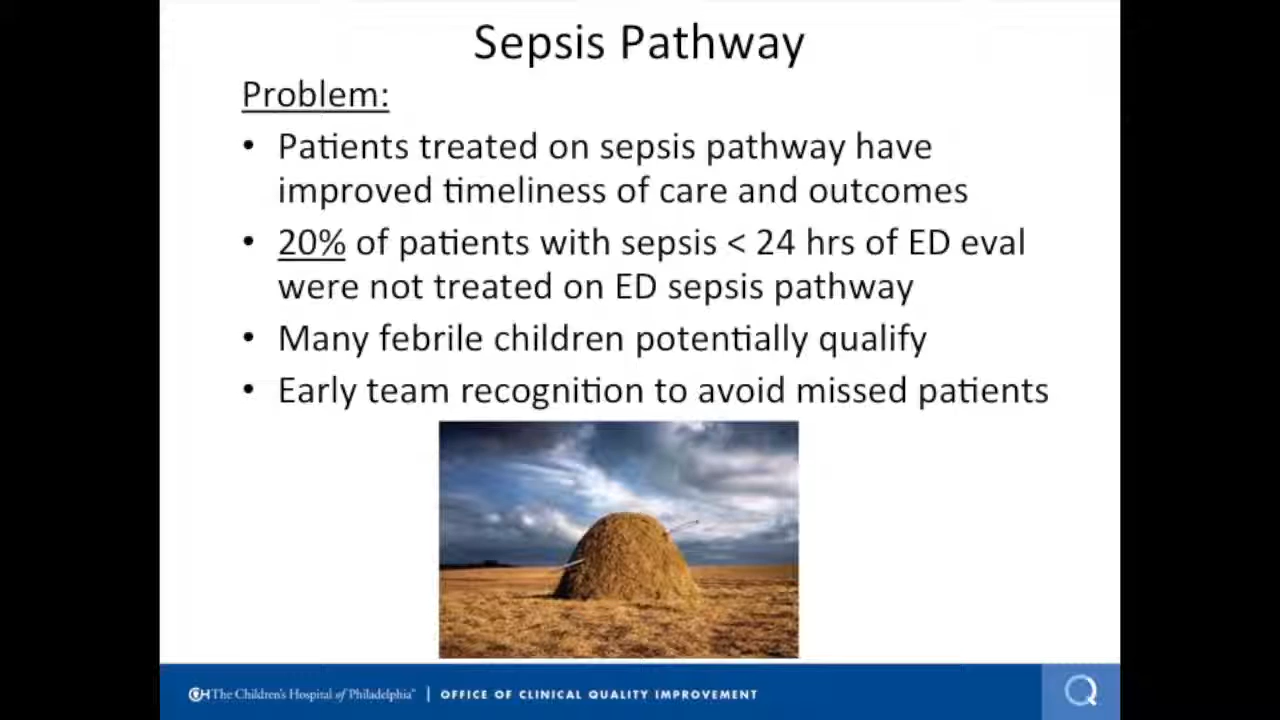 Sepsis Pathway
Problem:
• Patients treated on sepsis pathway have
improved timeliness of care and outcomes
• 20% of patients with sepsis < 24 hrs of ED eval
were not treated on ED sepsis pathway
• Many febrile children potentially qualify
• Early team recognition to avoid missed patients
The Children's Hospital of Philadelphia™ | OFFICE OF CLINICAL QUALITY IMPROVEMENT
Q